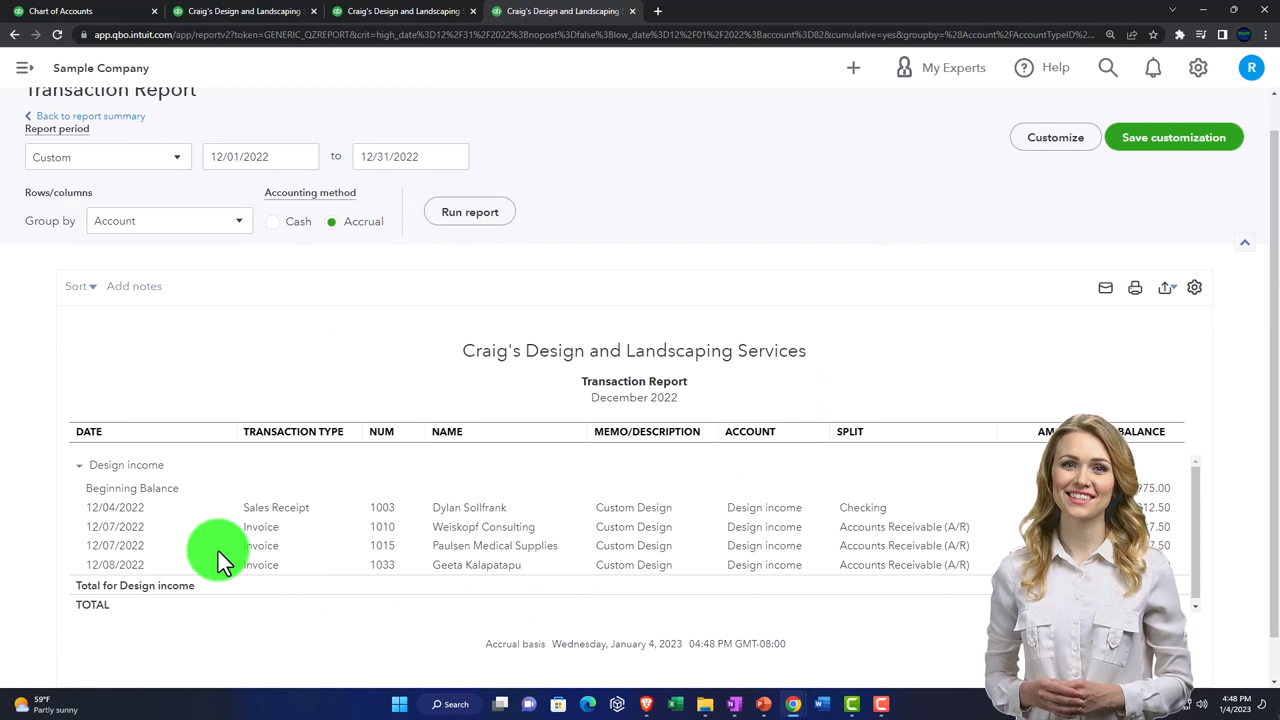 Chart of Accounts
Craig's Design and Landscaping
Craig's Design and Landscaping
Craig's Design and Landscaping
app.qbo.intuit.com/app/reportv2?token=GENERIC_QZREPORT&crit=high_date%3D12%2F31%2F2022%3Bnopost%3Dfalse%3Blow_date%3D12%2F01%2F2022%3Baccount%3D82&cumulative=yes&groupby=%28Account%2FAccountTypeID%2...
Sample Company
My Experts
Help
R
Transaction Report
Back to report summary
Report period
Custom
12/01/2022
to
12/31/2022
Customize
Save customization
Rows/columns
Accounting method
Group by
Account
Cash
Accrual
Run report
Sort
Add notes
Craig's Design and Landscaping Services
Transaction Report
December 2022
DATE TRANSACTION TYPE NUM NAME MEMO/DESCRIPTION ACCOUNT SPLIT BALANCE
Design income
Beginning Balance
12/04/2022 Sales Receipt 1003 Dylan Sollfrank Custom Design Design income Checking
12/07/2022 Invoice 1010 Weiskopf Consulting Custom Design Design income Accounts Receivable (A/R)
12/07/2022 Invoice 1015 Paulsen Medical Supplies Custom Design Design income Accounts Receivable (A/R)
12/08/2022 Invoice 1033 Geeta Kalapatapu Custom Design Design income Accounts Receivable (A/R)
Total for Design income
TOTAL
Accrual basis Wednesday, January 4, 2023 04:48 PM GMT-08:00
59°F
Partly sunny
Search
4:48 PM
1/4/2023